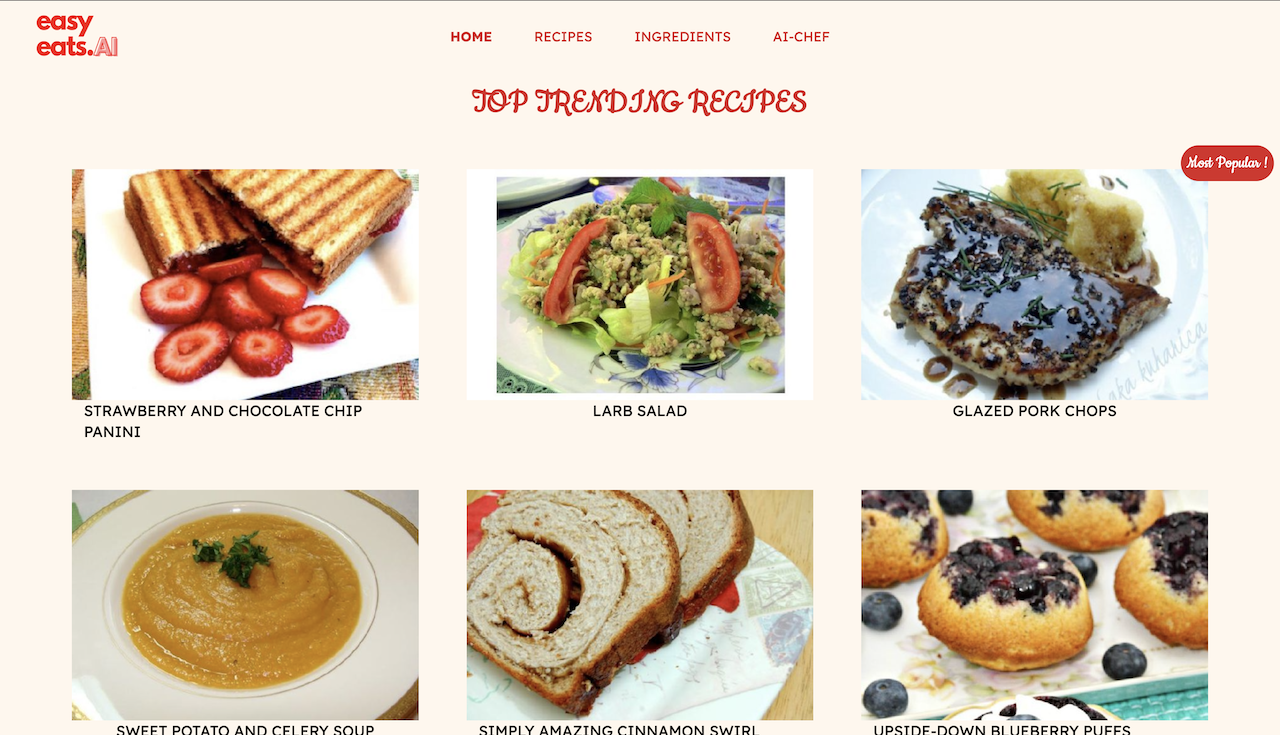 easy
eats.AI
HOME
RECIPES
INGREDIENTS
AI-CHEF
TOP TRENDING RECIPES
Most Popular !
STRAWBERRY AND CHOCOLATE CHIP
PANINI
LARB SALAD
GLAZED PORK CHOPS
SWEET POTATO AND CELERY SOUP
SIMPLY AMAZING CINNAMON SWIRL
UPSIDE-DOWN BLUEBERRY PUFFS